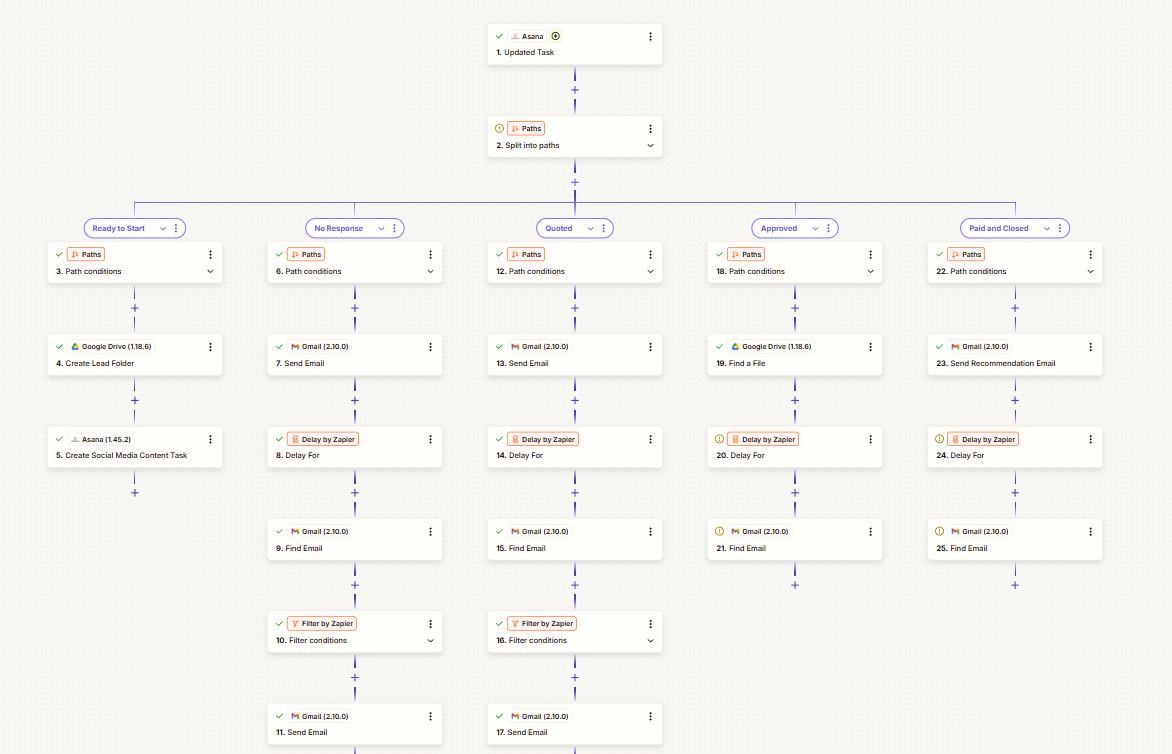 Asana
1. Updated Task
Paths
2. Split into paths
Ready to Start
No Response
Quoted
Approved
Paid and Closed
Paths
3. Path conditions
Paths
6. Path conditions
Paths
12. Path conditions
Paths
18. Path conditions
Paths
22. Path conditions
Google Drive (1.18.6)
4. Create Lead Folder
Gmail (2.10.0)
7. Send Email
Gmail (2.10.0)
13. Send Email
Google Drive (1.18.6)
19. Find a File
Gmail (2.10.0)
23. Send Recommendation Email
Asana (1.45.2)
5. Create Social Media Content Task
Delay by Zapier
8. Delay For
Delay by Zapier
14. Delay For
Delay by Zapier
20. Delay For
Delay by Zapier
24. Delay For
Gmail (2.10.0)
9. Find Email
Gmail (2.10.0)
15. Find Email
Gmail (2.10.0)
21. Find Email
Gmail (2.10.0)
25. Find Email
Filter by Zapier
10. Filter conditions
Filter by Zapier
16. Filter conditions
Gmail (2.10.0)
11. Send Email
Gmail (2.10.0)
17. Send Email